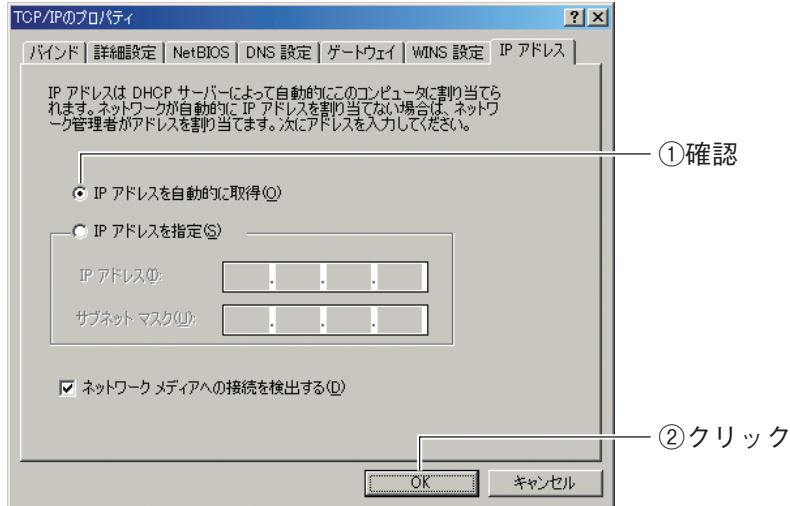 TCP/IPのプロパティ
バインド 詳細設定 NetBIOS DNS 設定 ゲートウェイ WINS 設定 IP アドレス
IP アドレスは DHCP サーバーによって自動的にこのコンピュータに割り当てら
れます。ネットワークが自動的に IP アドレスを割り当てない場合は、ネットワ
ーク管理者がアドレスを割り当てます。次にアドレスを入力してください。
①確認
IP アドレスを自動的に取得(O)
IP アドレスを指定(S)
IP アドレス(I):
サブネット マスク(U):
ネットワーク メディアへの接続を検出する(D)
②クリック
OK キャンセル